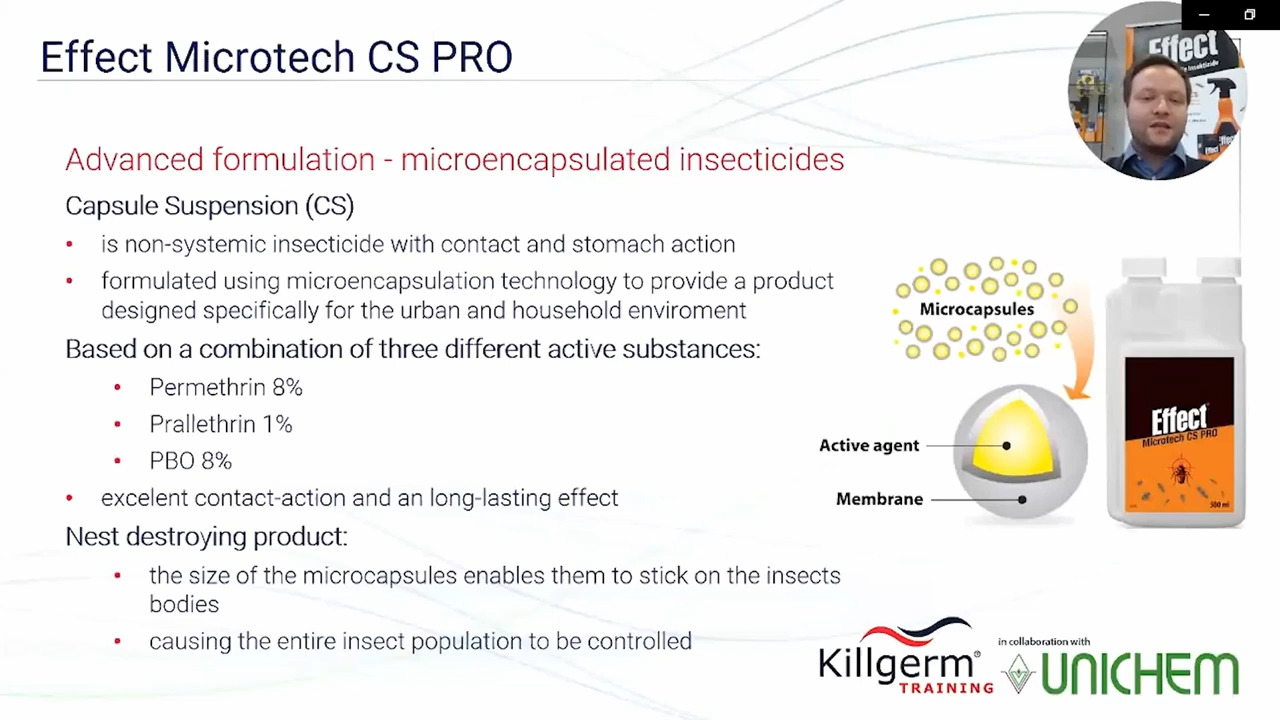 Effect Microtech CS PRO
Effect
Advanced formulation - microencapsulated insecticides
Capsule Suspension (CS)
• is non-systemic insecticide with contact and stomach action
• formulated using microencapsulation technology to provide a product
designed specifically for the urban and household enviroment
Based on a combination of three different active substances:
• Permethrin 8%
• Prallethrin 1%
• PBO 8%
• excelent contact-action and an long-lasting effect
Nest destroying product:
• the size of the microcapsules enables them to stick on the insects
bodies
• causing the entire insect population to be controlled
Microcapsules
Active agent
Membrane
Effect
Microtech CS PRO
500 ml
Killgerm®
TRAINING
in collaboration with
UNICHEM